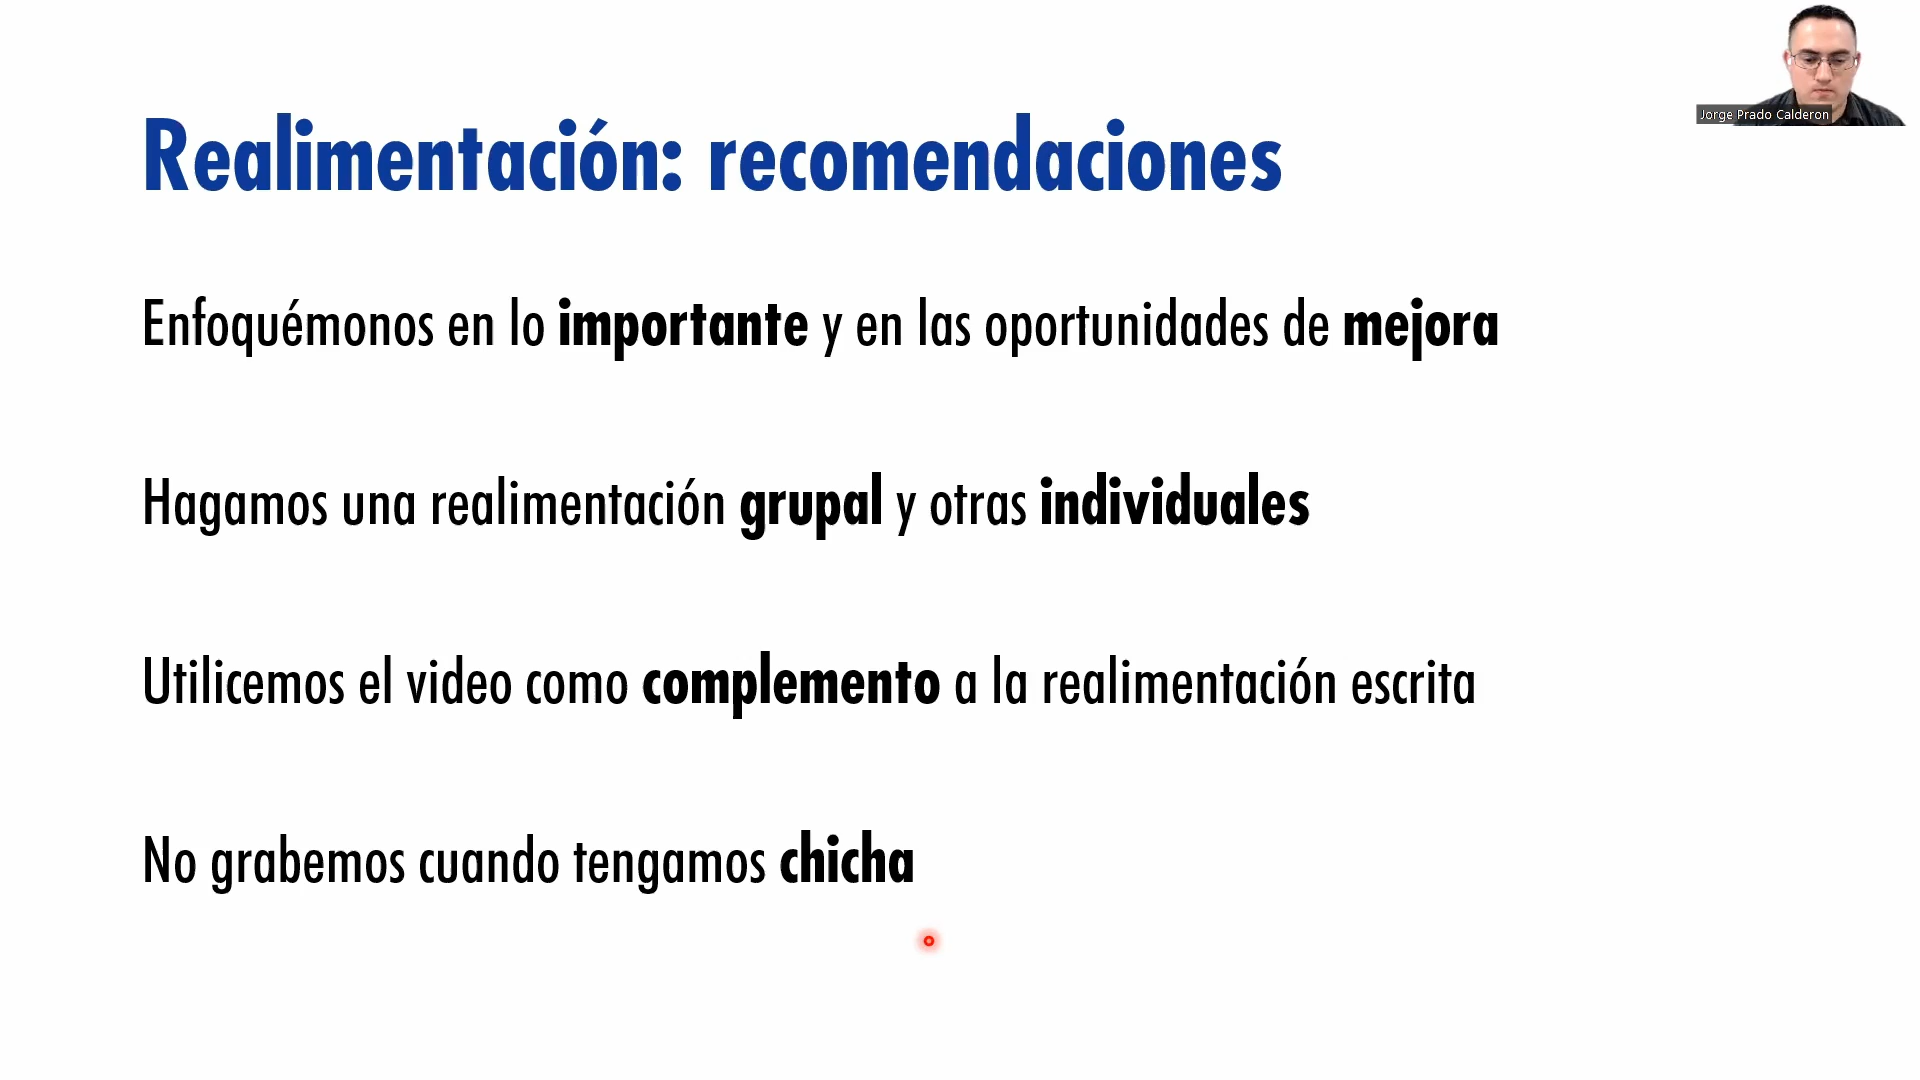 Jorge Prado Calderon
Realimentación: recomendaciones
Enfoquémonos en lo importante y en las oportunidades de mejora
Hagamos una realimentación grupal y otras individuales
Utilicemos el video como complemento a la realimentación escrita
No grabemos cuando tengamos chicha